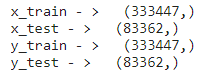 x_train - > (333447,)
x_test - > (83362,)
y_train - > (333447,)
y_test - > (83362,)